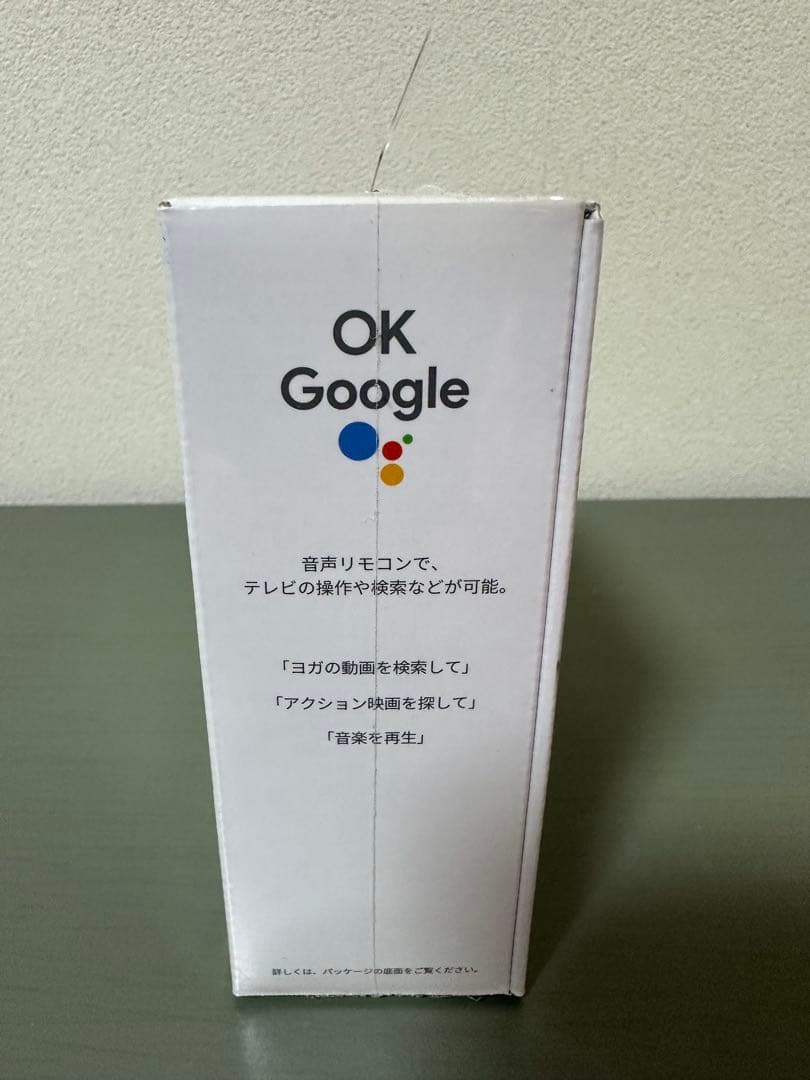 OK
Google
音声リモコンで、
テレビの操作や検索などが可能。
「ヨガの動画を検索して」
「アクション映画を探して」
「音楽を再生」
詳しくは、パッケージの底面をご覧ください。